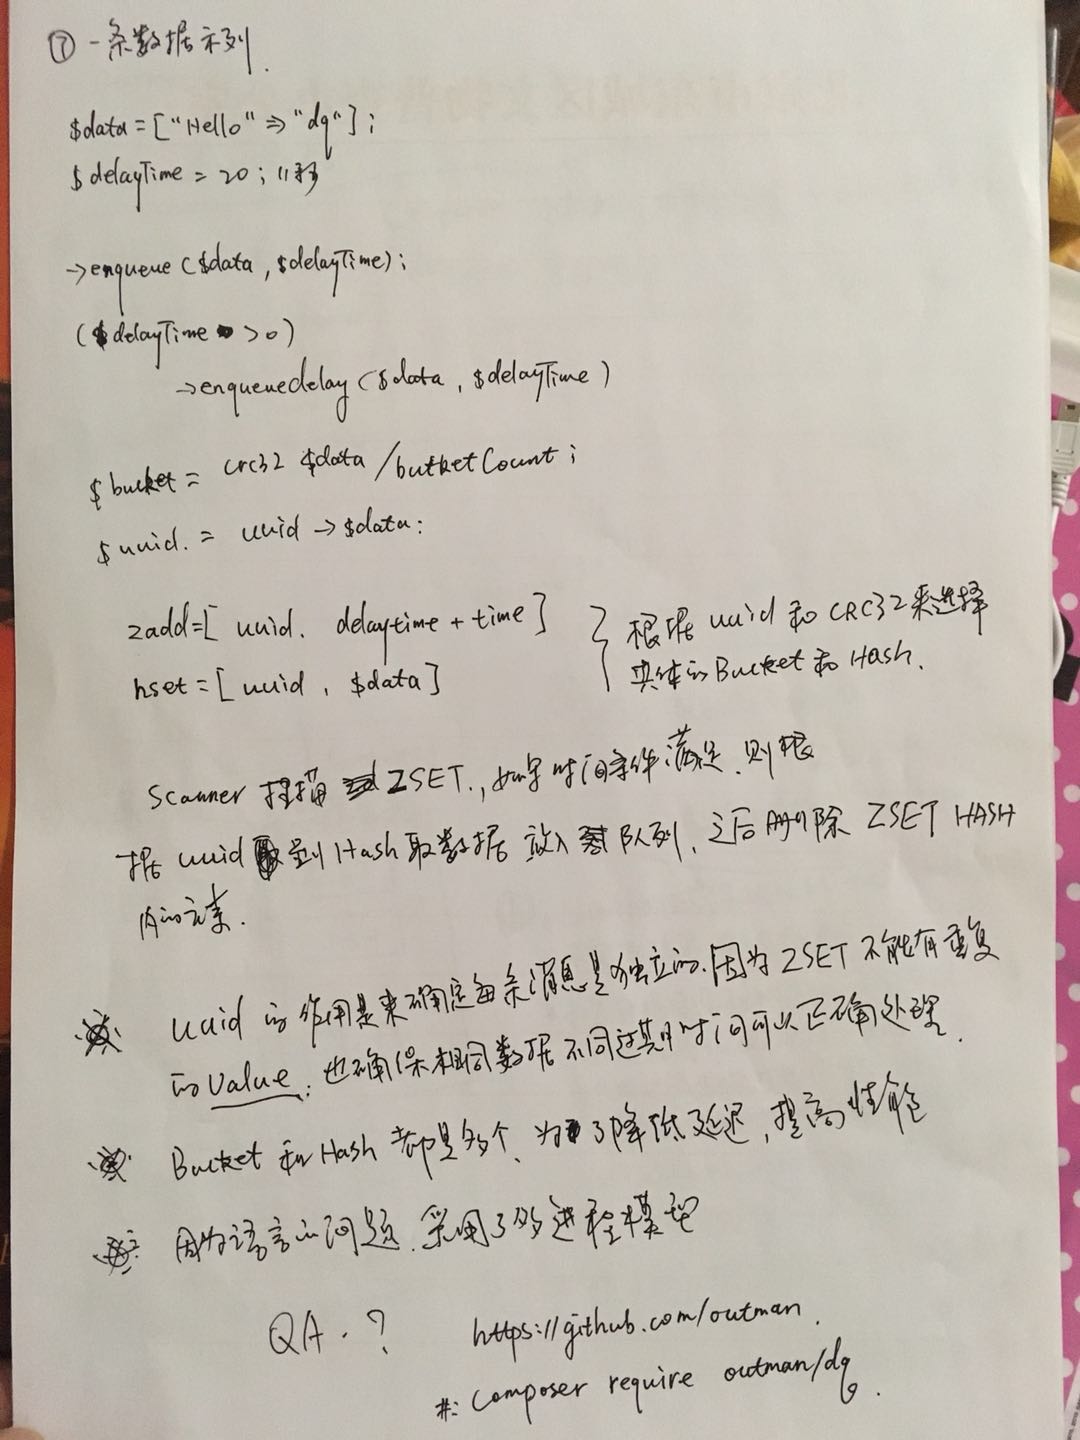 ⑦ 一条数据示列.
$data = ["Hello" => "dq"];
$delayTime = 20; //秒
->enqueue ($data, $delayTime);
($delayTime >0)
->enqueuedelay ($data, $delayTime)
$bucket = crc32 $data /butketCount;
$uuid. = uuid -> $data:
zadd=[ uuid. delaytime + time]
hset = [ uuid, $data]
根据 uuid 和 CRC32来选择
具体的 Bucket 和 Hash.
Scanner 扫描 ZSET., 如果时间条件满足, 则根
据 uuid 到 Hash 取数据 放入 队列, 之后删除 ZSET HASH
内的元素.
uuid 的作用是来确定每条消息是独立的. 因为 ZSET 不能有重复
的 Value. 也确保相同数据不同过期时间可以正确处理.
Bucket 和 Hash 都是多个、为了降低延迟, 提高性能
因为语言的问题. 采用了多进程模型
QA. ?
https://github.com/outman.
#: composer require outman/dq.